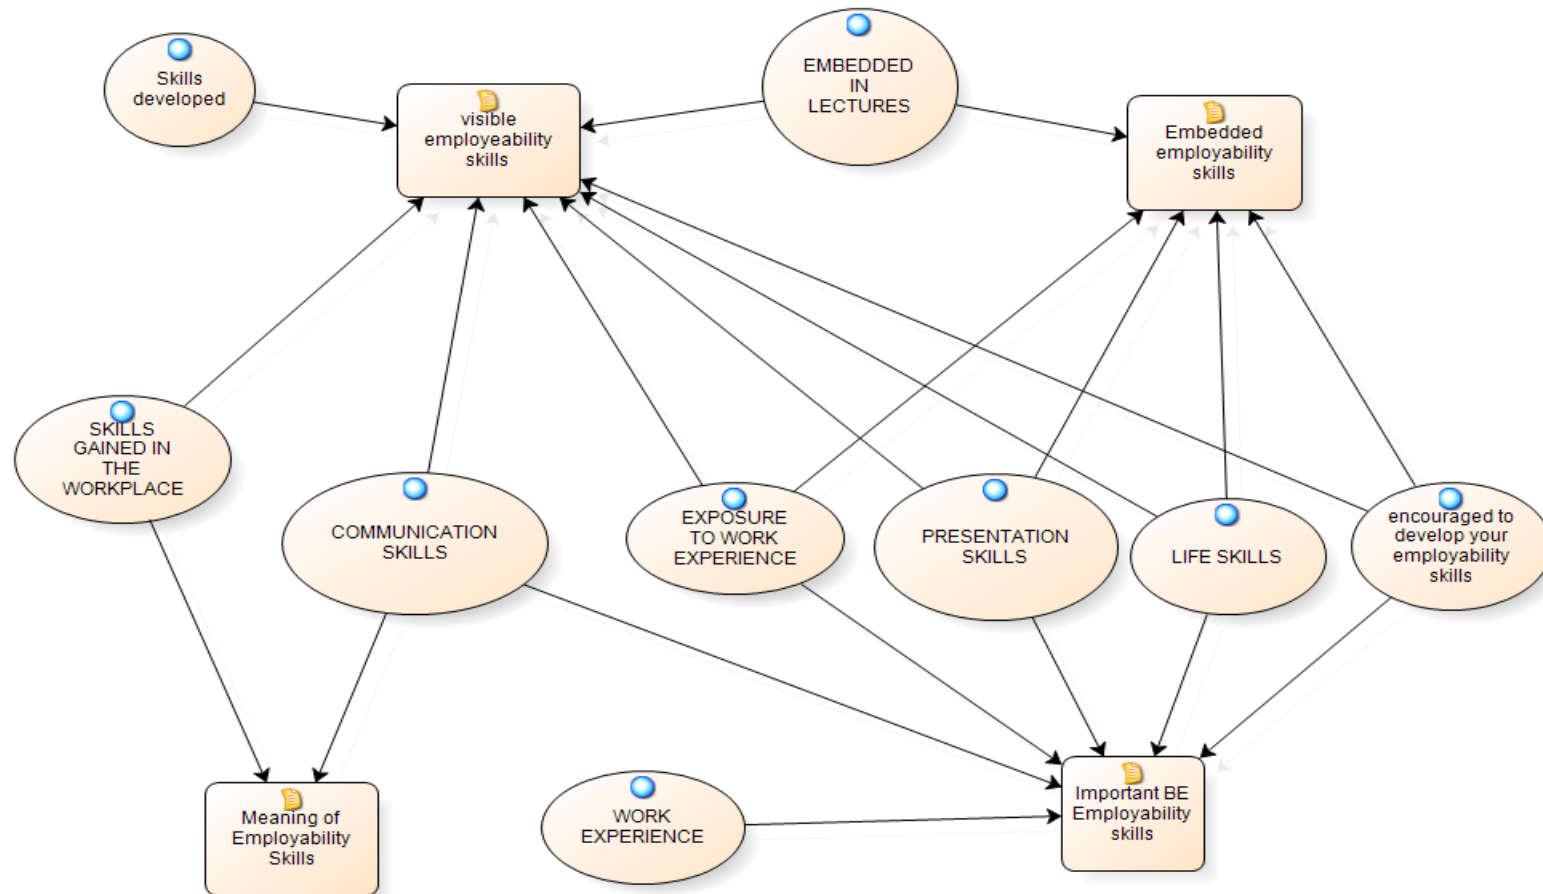 Skills
developed
visible
employeability
skills
EMBEDDED
IN
LECTURES
Embedded
employability
skills
SKILLS
GAINED IN
THE
WORKPLACE
COMMUNICATION
SKILLS
EXPOSURE
TO WORK
EXPERIENCE
PRESENTATION
SKILLS
LIFE SKILLS
encouraged to
develop your
employability
skills
Meaning of
Employability
Skills
WORK
EXPERIENCE
Important BE
Employability
skills